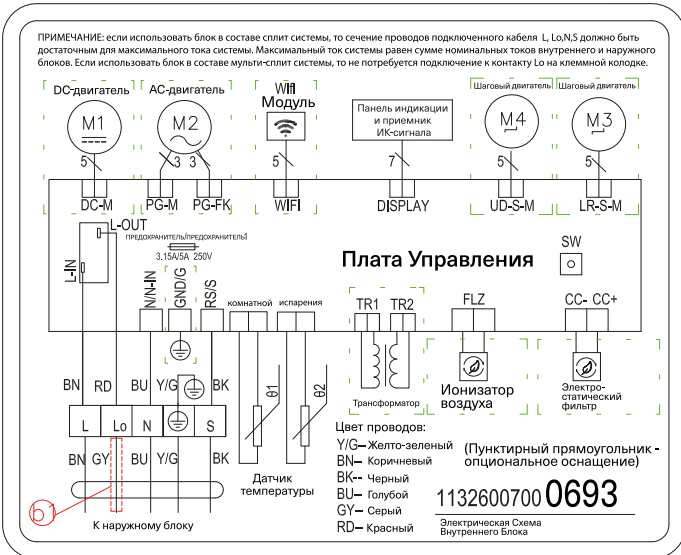 ПРИМЕЧАНИЕ: если использовать блок в составе сплит системы, то сечение проводов подключенного кабеля L, Lo,N,S должно быть
достаточным для максимального тока системы. Максимальный ток системы равен сумме номинальных токов внутреннего и наружного
блоков. Если использовать блок в составе мульти-сплит системы, то не потребуется подключение к контакту Lo на клеммной колодке.
DC-двигатель
AC-двигатель
Wifi
Модуль
Панель индикации
и приемник
ИК-сигнала
Шаговый двигатель
Шаговый двигатель
M1
M2
M4
M3
5
3
3
5
7
5
5
DC-M
PG-M
PG-FK
WIFI
DISPLAY
UD-S-M
LR-S-M
L-OUT
L-IN
ПРЕДОХРАНИТЕЛЬ/ПРЕДОХРАНИТЕЛЬ1
3.15A/5A 250V
N/N-IN
GND/G
RS/S
комнатной
испарения
Плата Управления
SW
TR1
TR2
FLZ
CC-
CC+
Трансформатор
Ионизатор
воздуха
Электро-
статический
фильтр
BN
RD
BU
Y/G
BK
θ1
θ2
L
Lo
N
S
BN
GY
BU
Y/G
BK
b1
К наружному блоку
Датчик
температуры
Цвет проводов:
Y/G— Желто-зеленый
BN— Коричневый
BK-- Черный
BU— Голубой
GY— Серый
RD— Красный
(Пунктирный прямоугольник -
опциональное оснащение)
1132600700 0693
Электрическая Схема
Внутреннего Блока